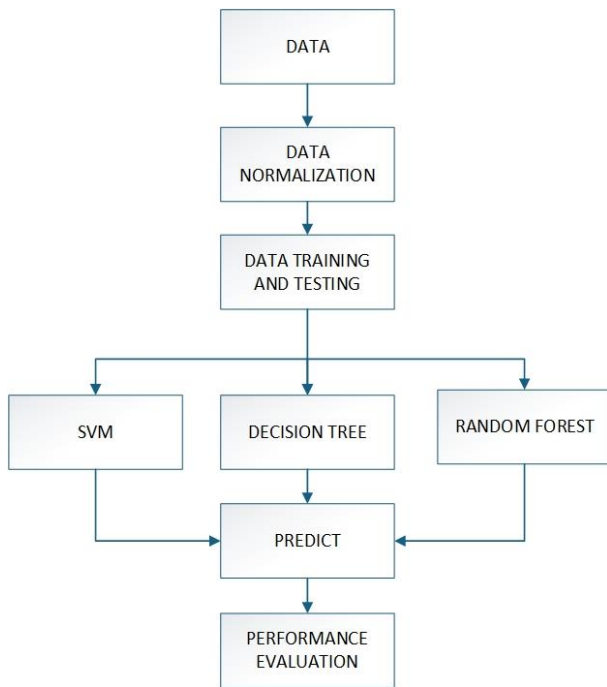 DATA
DATA
NORMALIZATION
DATA TRAINING
AND TESTING
SVM
DECISION TREE
RANDOM FOREST
PREDICT
PERFORMANCE
EVALUATION